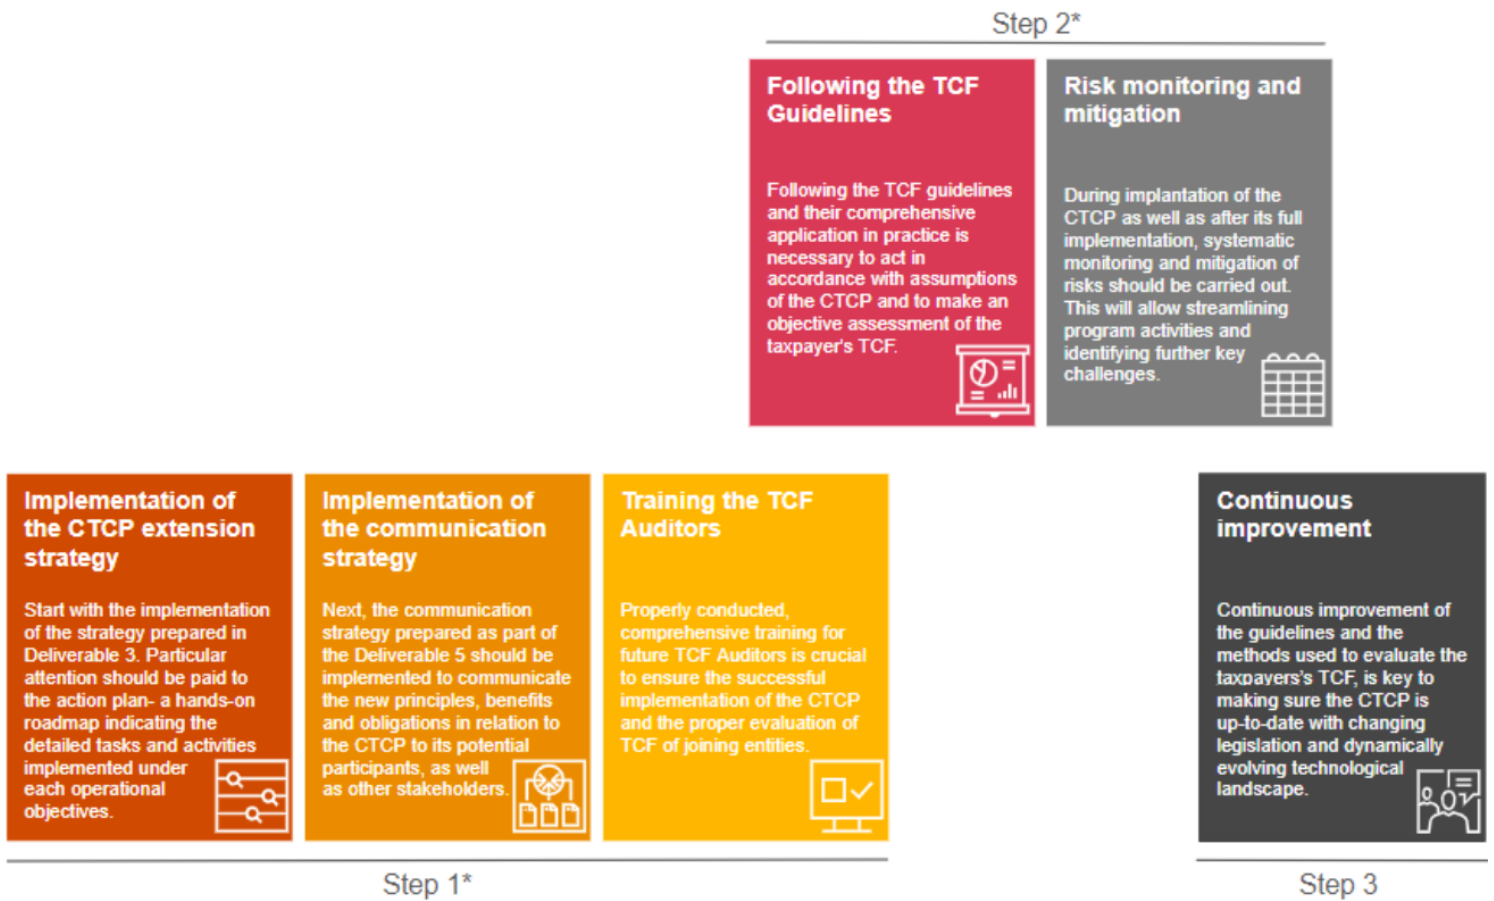 Step 2*
Following the TCF
Guidelines
Following the TCF guidelines
and their comprehensive
application in practice is
necessary to act in
accordance with assumptions
of the CTCP and to make an
objective assessment of the
taxpayer's TCF.
Risk monitoring and
mitigation
During implantation of the
CTCP as well as after its full
implementation, systematic
monitoring and mitigation of
risks should be carried out.
This will allow streamlining
program activities and
identifying further key
challenges.
Implementation of
the CTCP extension
strategy
Start with the implementation
of the strategy prepared in
Deliverable 3. Particular
attention should be paid to
the action plan- a hands-on
roadmap indicating the
detailed tasks and activities
implemented under
each operational
objectives.
Implementation of
the communication
strategy
Next, the communication
strategy prepared as part of
the Deliverable 5 should be
implemented to communicate
the new principles, benefits
and obligations in relation to
the CTCP to its potential
participants, as well
as other stakeholders.
Training the TCF
Auditors
Properly conducted,
comprehensive training for
future TCF Auditors is crucial
to ensure the successful
implementation of the CTCP
and the proper evaluation of
TCF of joining entities.
Step 1*
Continuous
improvement
Continuous improvement of
the guidelines and the
methods used to evaluate the
taxpayers's TCF, is key to
making sure the CTCP is
up-to-date with changing
legislation and dynamically
evolving technological
landscape.
Step 3